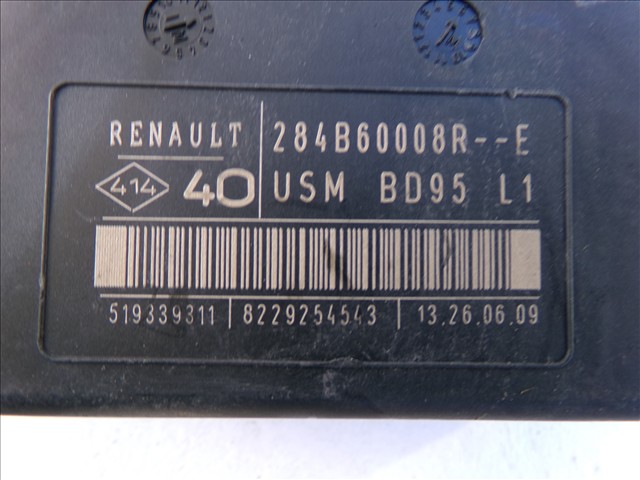 RENAULT 284B60008R--E
414 40 USM BD95 L1
519339311 8229254543 13.26.06.09